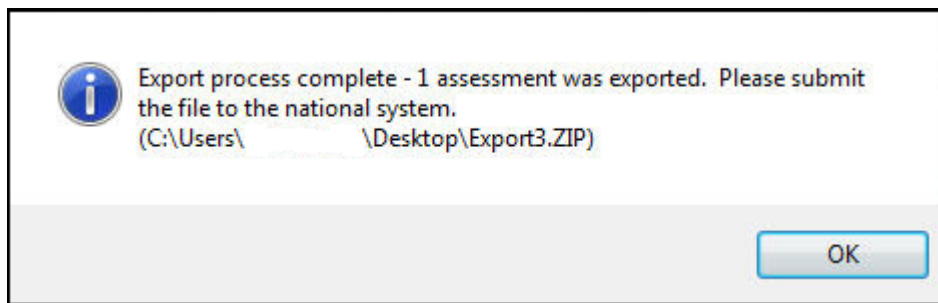 Export process complete - 1 assessment was exported.  Please submit
the file to the national system.
(C:\Users\                \Desktop\Export3.ZIP)
OK